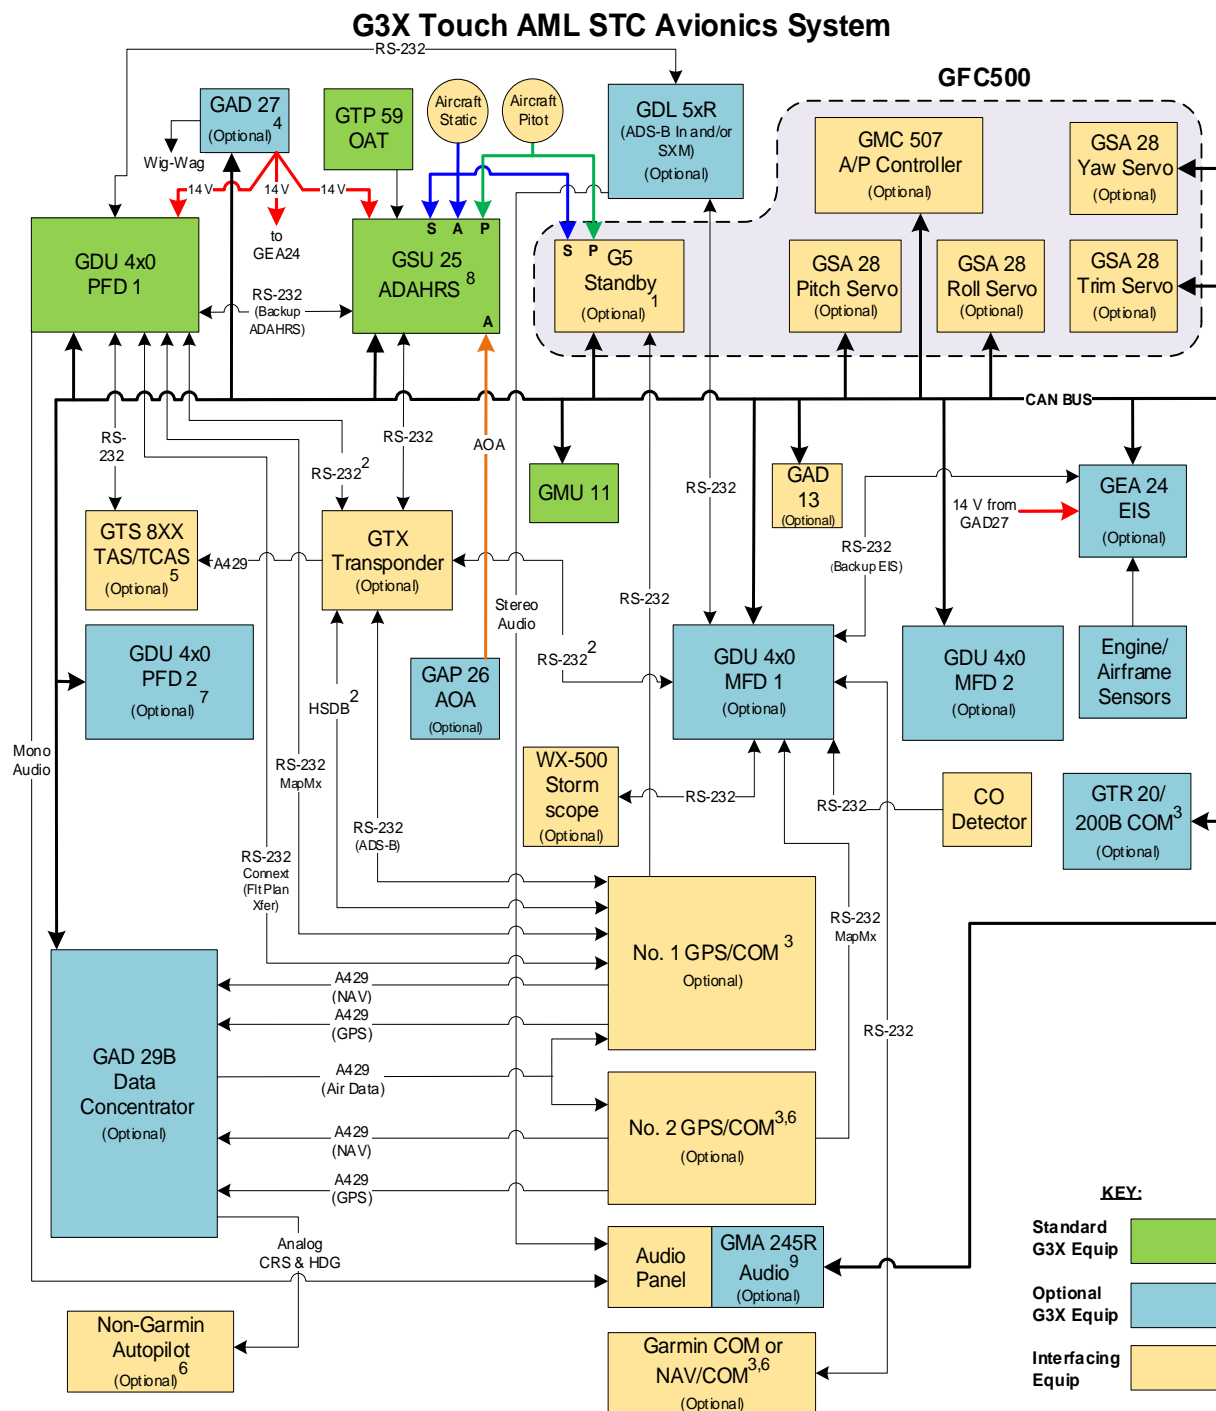 G3X Touch AML STC Avionics System
RS-232
GFC500
GAD 27
(Optional) 4
Wig-Wag
GTP 59
OAT
Aircraft
Static
Aircraft
Pitot
GDL 5xR
(ADS-B In and/or
SXM)
(Optional)
GMC 507
A/P Controller
(Optional)
GSA 28
Yaw Servo
(Optional)
14 V
14 V
14 V
to
GEA24
GDU 4x0
PFD 1
RS-232
(Backup
ADAHRS)
S A P
GSU 25
ADAHRS 8
A
S P
G5
Standby
(Optional) 1
GSA 28
Pitch Servo
(Optional)
GSA 28
Roll Servo
(Optional)
GSA 28
Trim Servo
(Optional)
CAN BUS
RS-
232
RS-232 2
RS-232
AOA
GMU 11
RS-232
GAD
13
(Optional)
14 V from
GAD27
GEA 24
EIS
(Optional)
GTS 8XX
TAS/TCAS
(Optional) 5
A429
GTX
Transponder
(Optional)
RS-232
(Backup EIS)
Stereo
Audio
RS-232
GDU 4x0
PFD 2
(Optional) 7
GAP 26
AOA
(Optional)
RS-232 2
GDU 4x0
MFD 1
(Optional)
GDU 4x0
MFD 2
(Optional)
Engine/
Airframe
Sensors
HSDB 2
Mono
Audio
RS-232
MapMx
WX-500
Storm
scope
(Optional)
RS-232
RS-232
CO
Detector
GTR 20/
200B COM 3
(Optional)
RS-232
(ADS-B)
RS-232
Connext
(Flt Plan
Xfer)
No. 1 GPS/COM 3
Optional)
RS-232
MapMx
A429
(NAV)
A429
(GPS)
RS-232
GAD 29B
Data
Concentrator
(Optional)
A429
(Air Data)
A429
(NAV)
No. 2 GPS/COM 3,6
(Optional)
A429
(GPS)
Analog
CRS & HDG
Audio
Panel
GMA 245R
Audio 9
(Optional)
Non-Garmin
Autopilot
(Optional) 6
Garmin COM or
NAV/COM 3,6
(Optional)
KEY:
Standard
G3X Equip
Optional
G3X Equip
Interfacing
Equip